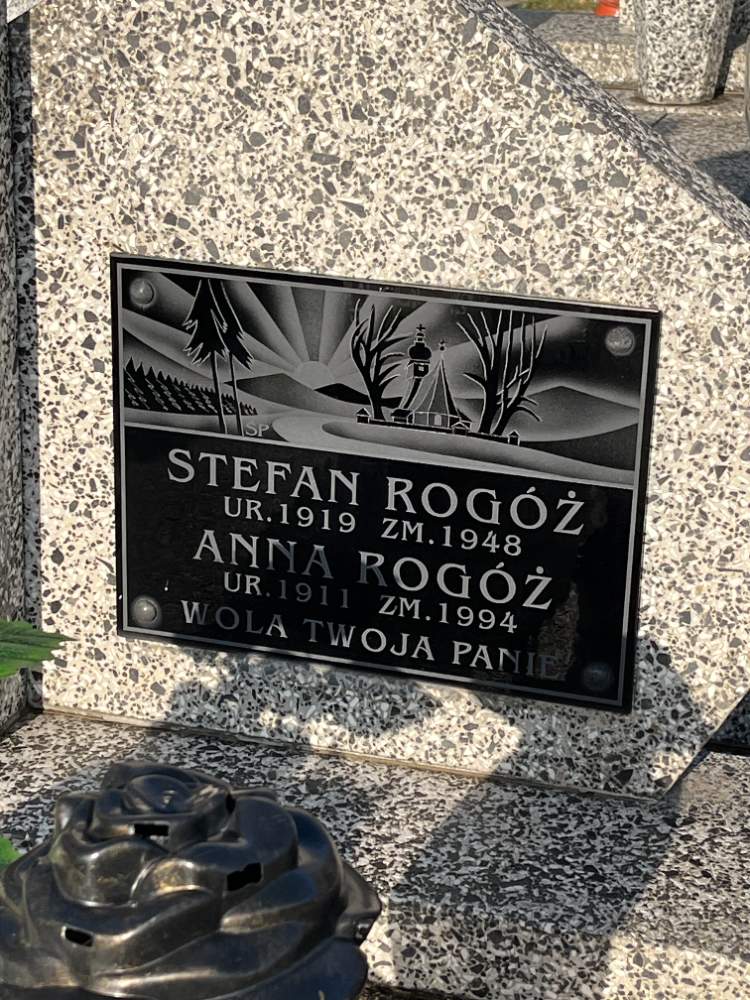 SP
STEFAN ROGÓŻ
UR.1919 ZM.1948
ANNA ROGÓŻ
UR.1911 ZM.1994
WOLA TWOJA PANIE